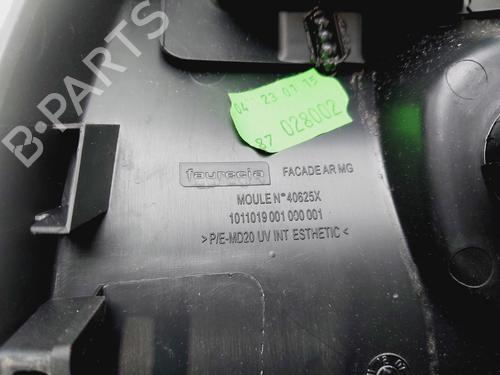 B-PARTS
04 23 01 15
87 028002
faurecia FACADE AR MG
MOULE N° 40625X
1011019 001 000 001
>P/E-MD20 UV INT ESTHETIC<